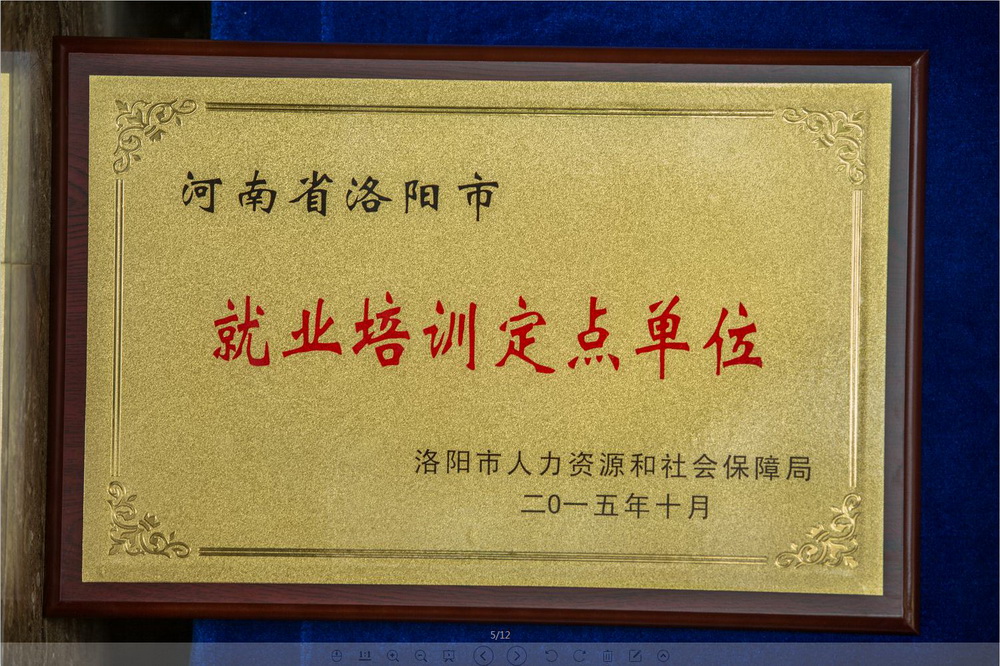 河南省洛阳市
就业培训定点单位
洛阳市人力资源和社会保障局
二0一五年十月
5/12